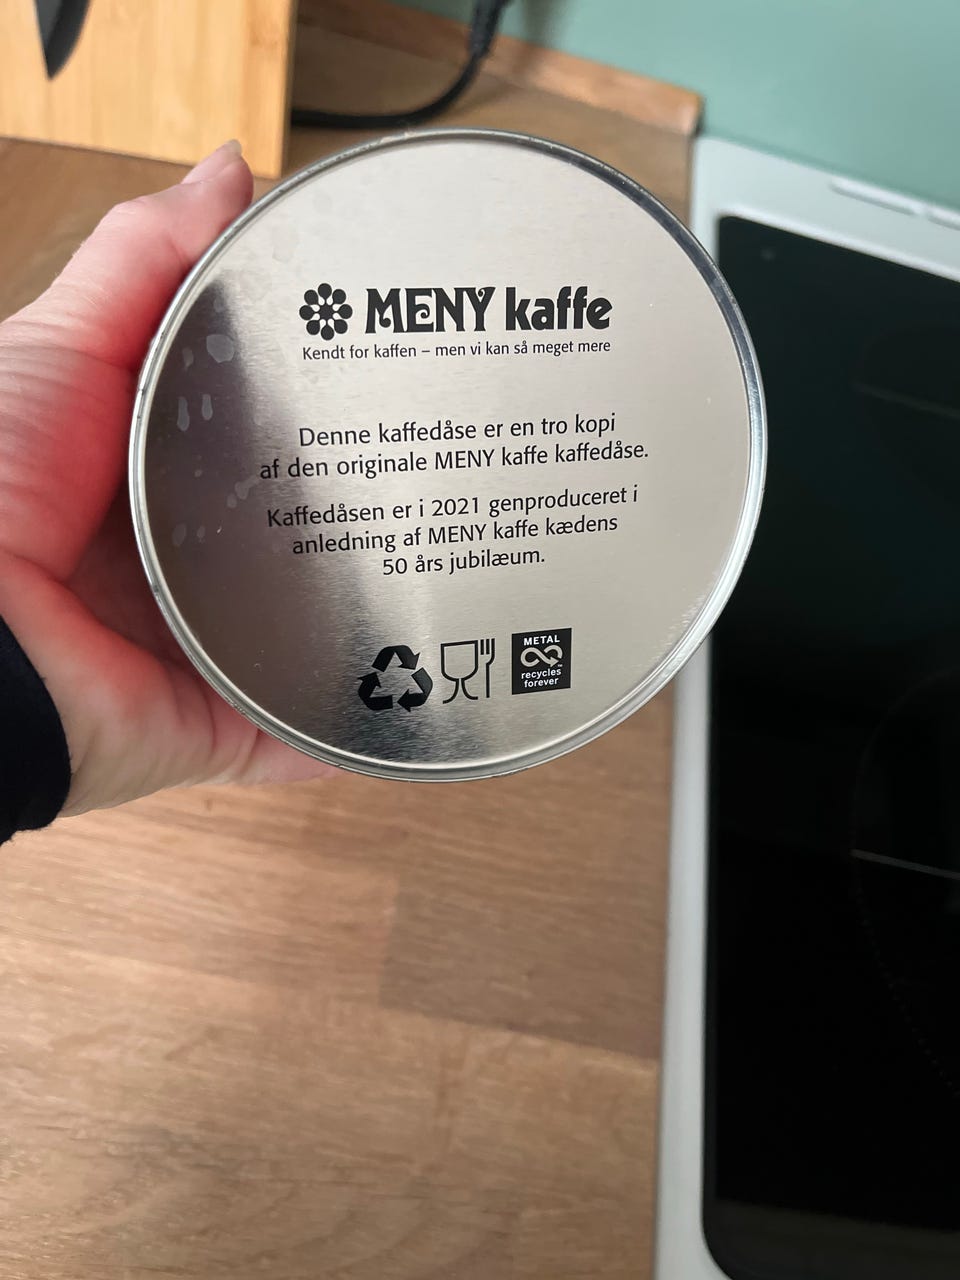 MENY kaffe
Kendt for kaffen – men vi kan så meget mere
Denne kaffedåse er en tro kopi
af den originale MENY kaffe kaffedåse.
Kaffedåsen er i 2021 genproduceret i
anledning af MENY kaffe kædens
50 års jubilæum.
METAL
recycles
forever